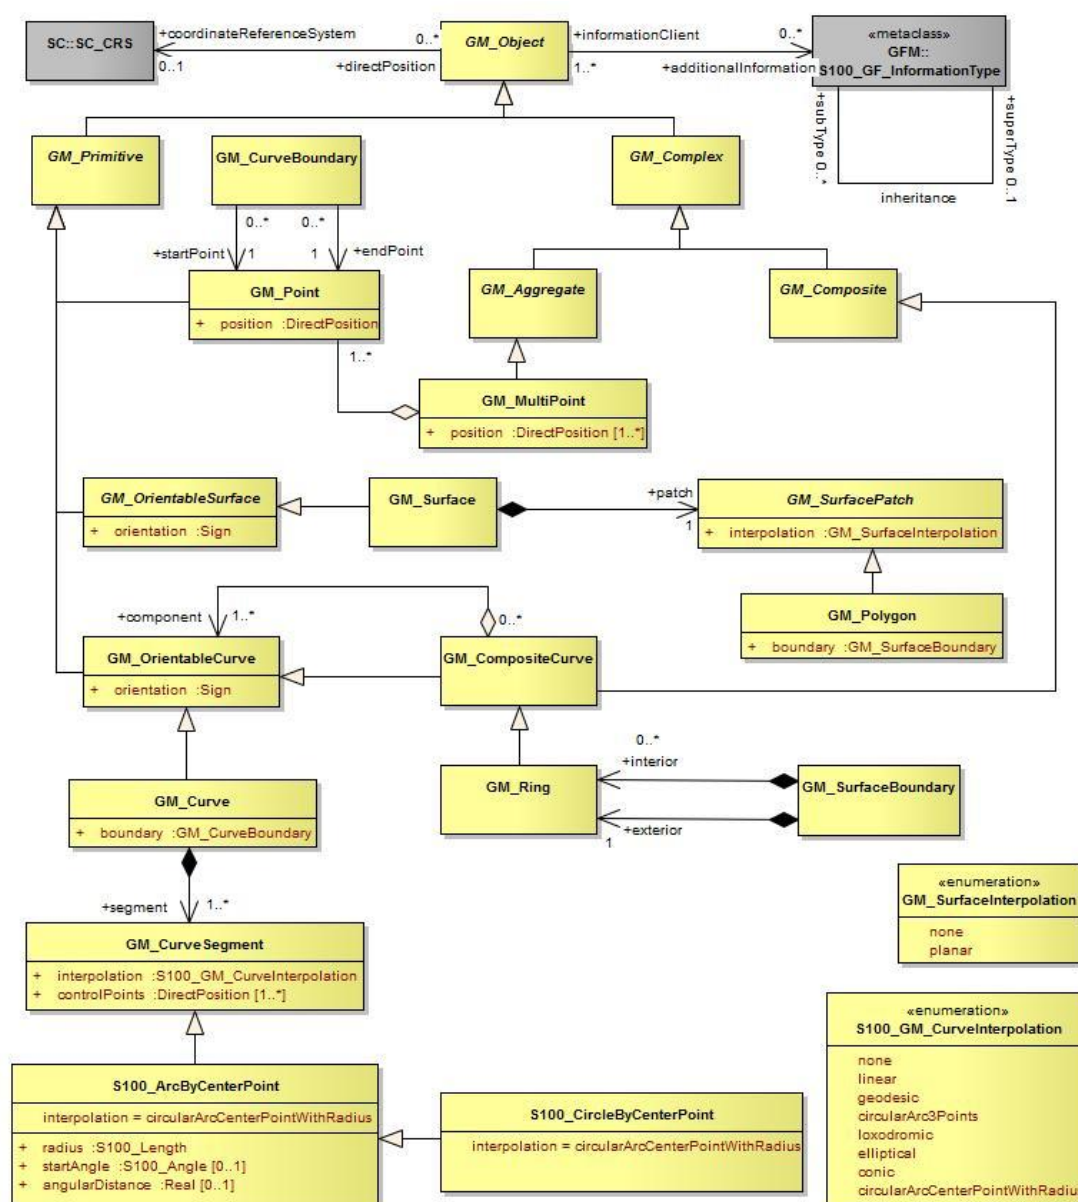 SC::SC_CRS
+coordinateReferenceSystem
0..1
0..*
+directPosition
GM_Object
+informationClient
1..*
0..*
+additionalInformation
«metaclass»
GFM::
S100_GF_InformationType
+subType 0..*
+superType 0..1
inheritance
GM_Primitive
GM_CurveBoundary
GM_Complex
0..*
0..*
+startPoint
1
1
+endPoint
GM_Point
+ position :DirectPosition
1..*
GM_Aggregate
GM_Composite
GM_MultiPoint
+ position :DirectPosition [1..*]
GM_OrientableSurface
+ orientation :Sign
GM_Surface
+patch
1
GM_SurfacePatch
+ interpolation :GM_SurfaceInterpolation
GM_Polygon
+ boundary :GM_SurfaceBoundary
+component
1..*
0..*
GM_OrientableCurve
+ orientation :Sign
GM_CompositeCurve
GM_Curve
+ boundary :GM_CurveBoundary
GM_Ring
0..*
+interior
+exterior
1
GM_SurfaceBoundary
+segment
1..*
GM_CurveSegment
+ interpolation :S100_GM_CurveInterpolation
+ controlPoints :DirectPosition [1..*]
«enumeration»
GM_SurfaceInterpolation
none
planar
S100_ArcByCenterPoint
interpolation = circularArcCenterPointWithRadius
+ radius :S100_Length
+ startAngle :S100_Angle [0..1]
+ angularDistance :Real [0..1]
S100_CircleByCenterPoint
interpolation = circularArcCenterPointWithRadius
«enumeration»
S100_GM_CurveInterpolation
none
linear
geodesic
circularArc3Points
loxodromic
elliptical
conic
circularArcCenterPointWithRadiu